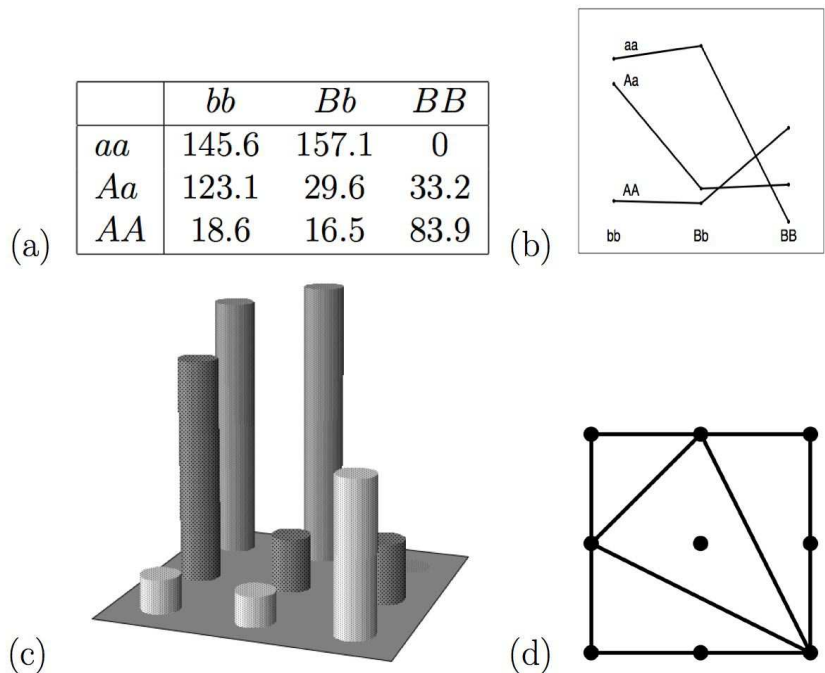 bb Bb BB
aa 145.6 157.1 0
Aa 123.1 29.6 33.2
AA 18.6 16.5 83.9
(a)
aa
Aa
AA
bb Bb BB
(b)
(c)
(d)